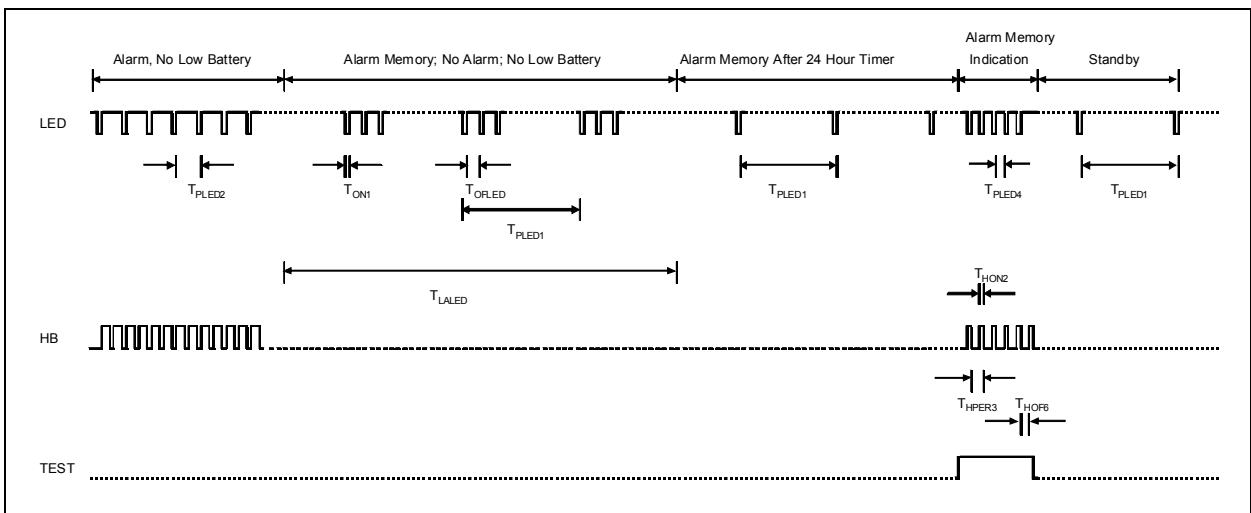 Alarm, No Low Battery
Alarm Memory; No Alarm; No Low Battery
Alarm Memory After 24 Hour Timer
Alarm Memory
Indication
Standby
LED
TPLED2
TON1
TOFLED
TPLED1
TPLED1
TPLED4
TPLED1
TLALED
THON2
HB
THPER3
THOF6
TEST